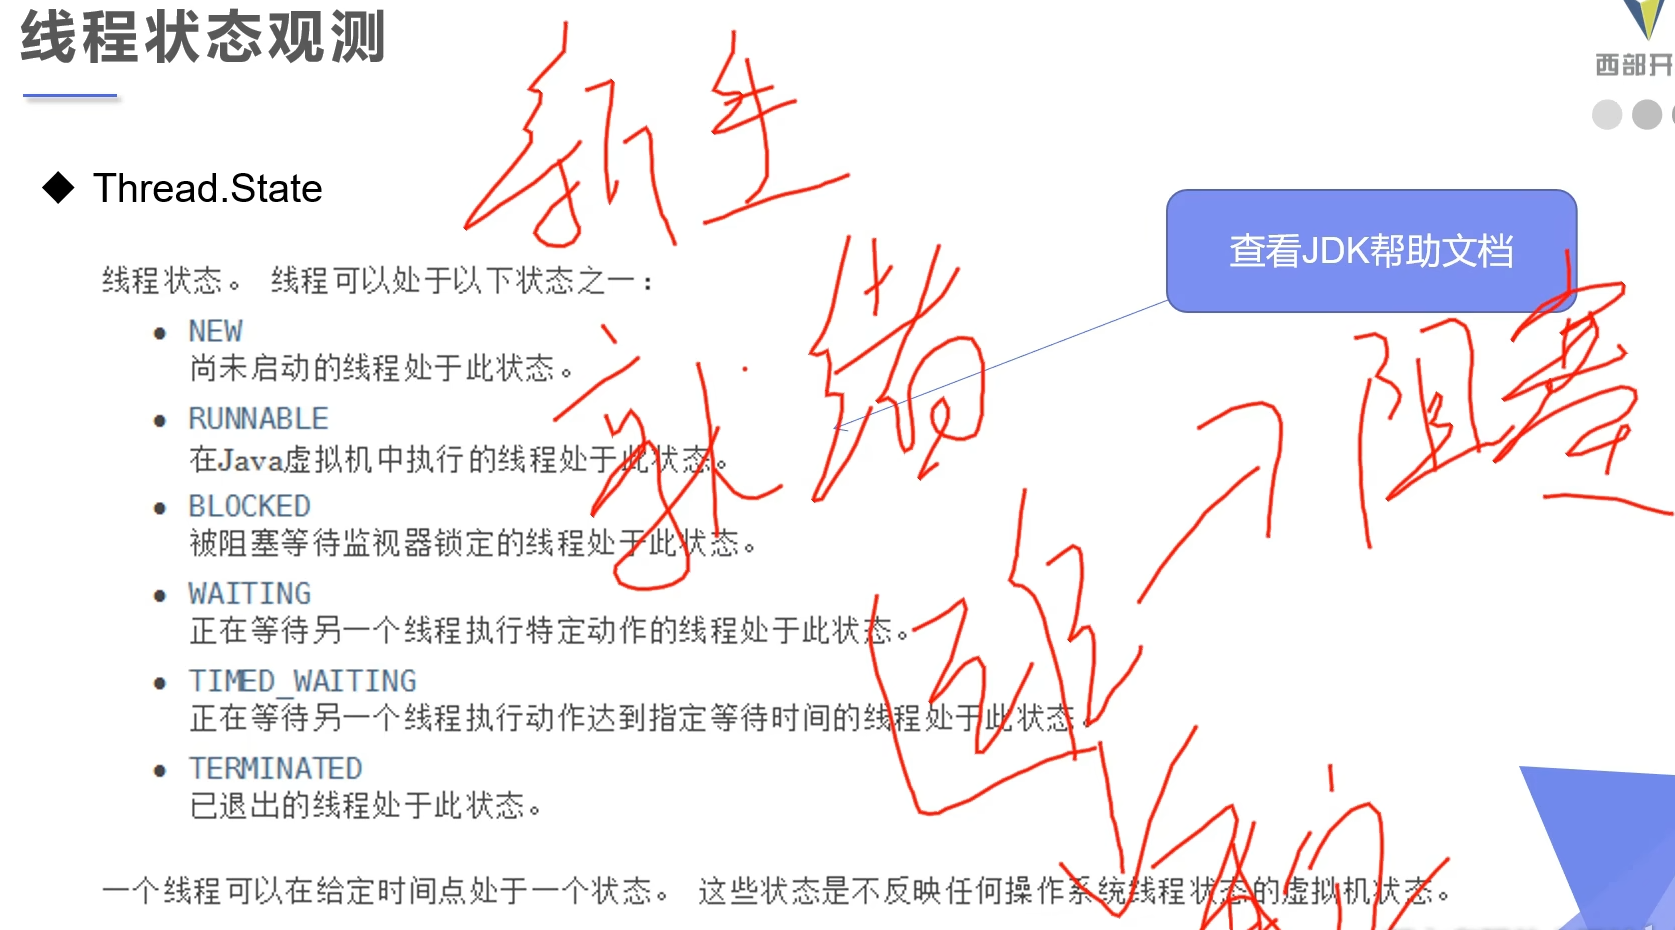 线程状态观测
西部开
新生
◆ Thread.State
查看JDK帮助文档
线程状态。 线程可以处于以下状态之一：
就绪
阻塞
● NEW
尚未启动的线程处于此状态。
● RUNNABLE
在Java虚拟机中执行的线程处于此状态。
● BLOCKED
被阻塞等待监视器锁定的线程处于此状态。
● WAITING
正在等待另一个线程执行特定动作的线程处于此状态。
● TIMED_WAITING
正在等待另一个线程执行动作达到指定等待时间的线程处于此状态。
● TERMINATED
已退出的线程处于此状态。
一个线程可以在给定时间点处于一个状态。 这些状态是不反映任何操作系统线程状态的虚拟机状态。